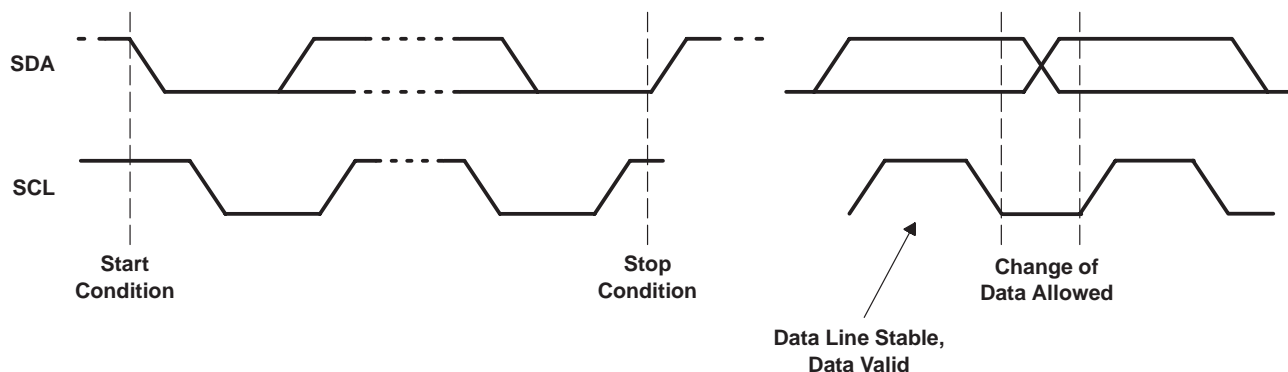 SDA
SCL
Start
Condition
Stop
Condition
Change of
Data Allowed
Data Line Stable,
Data Valid